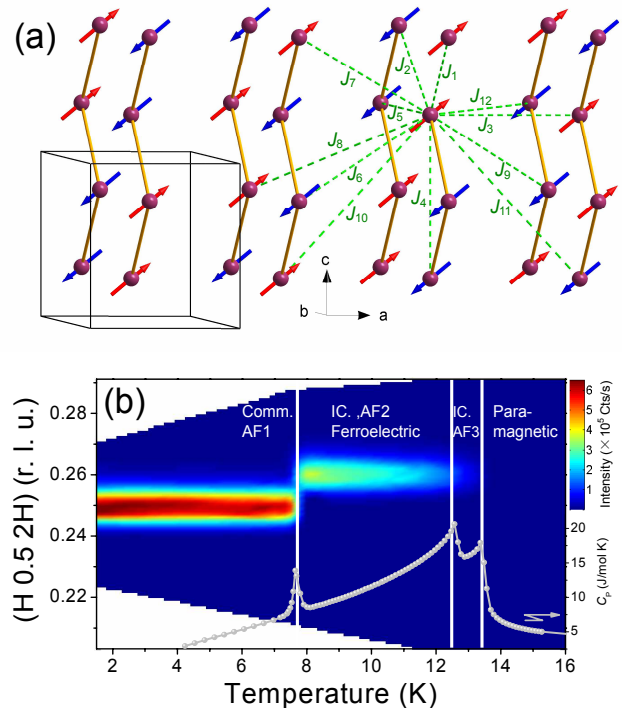 (a)
J1
J2
J7
J12
J5
J3
J8
J6
J9
J4
J10
J11
c
b
a
(b)
Comm.
AF1
IC. ,AF2
Ferroelectric
IC.
AF3
Para-
magnetic
0.28
0.26
0.24
0.22
(H 0.5 2H) (r. l. u.)
6
5
4
3
2
1
Intensity (×10⁵ Cts/s)
20
15
10
5
CP (J/mol K)
2
4
6
8
10
12
14
16
Temperature (K)